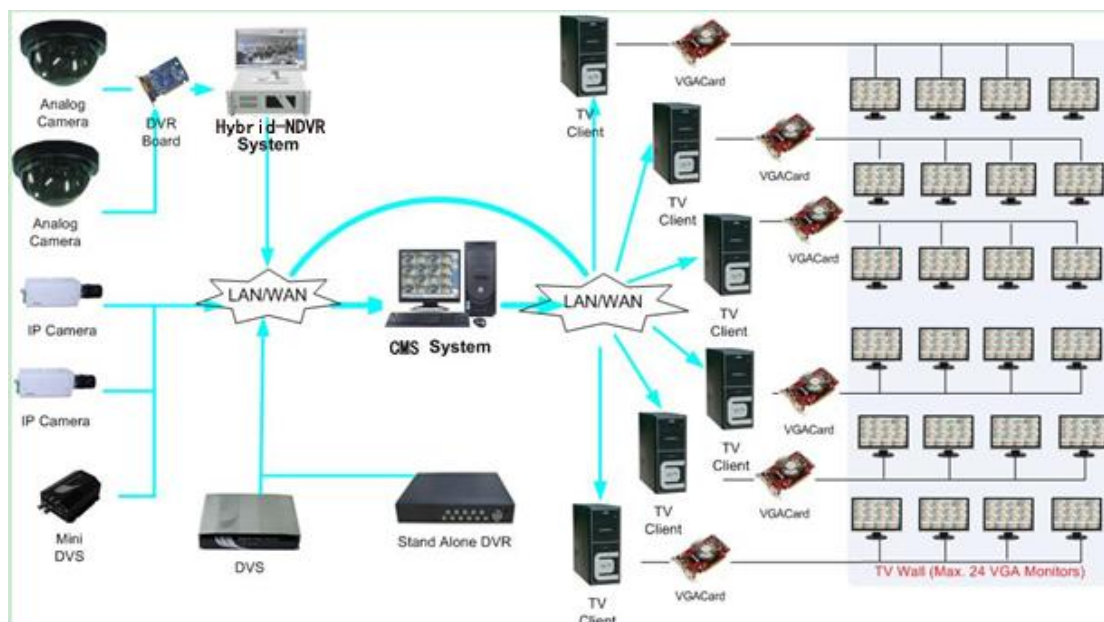 Analog
Camera
DVR
Board
Hybrid-NDVR
System
Analog
Camera
IP Camera
IP Camera
Mini
DVS
DVS
Stand Alone DVR
LAN/WAN
CMS System
LAN/WAN
TV
Client
TV
Client
TV
Client
TV
Client
TV
Client
TV
Client
VGACard
VGACard
VGACard
VGACard
VGACard
VGACard
TV Wall (Max. 24 VGA Monitors)